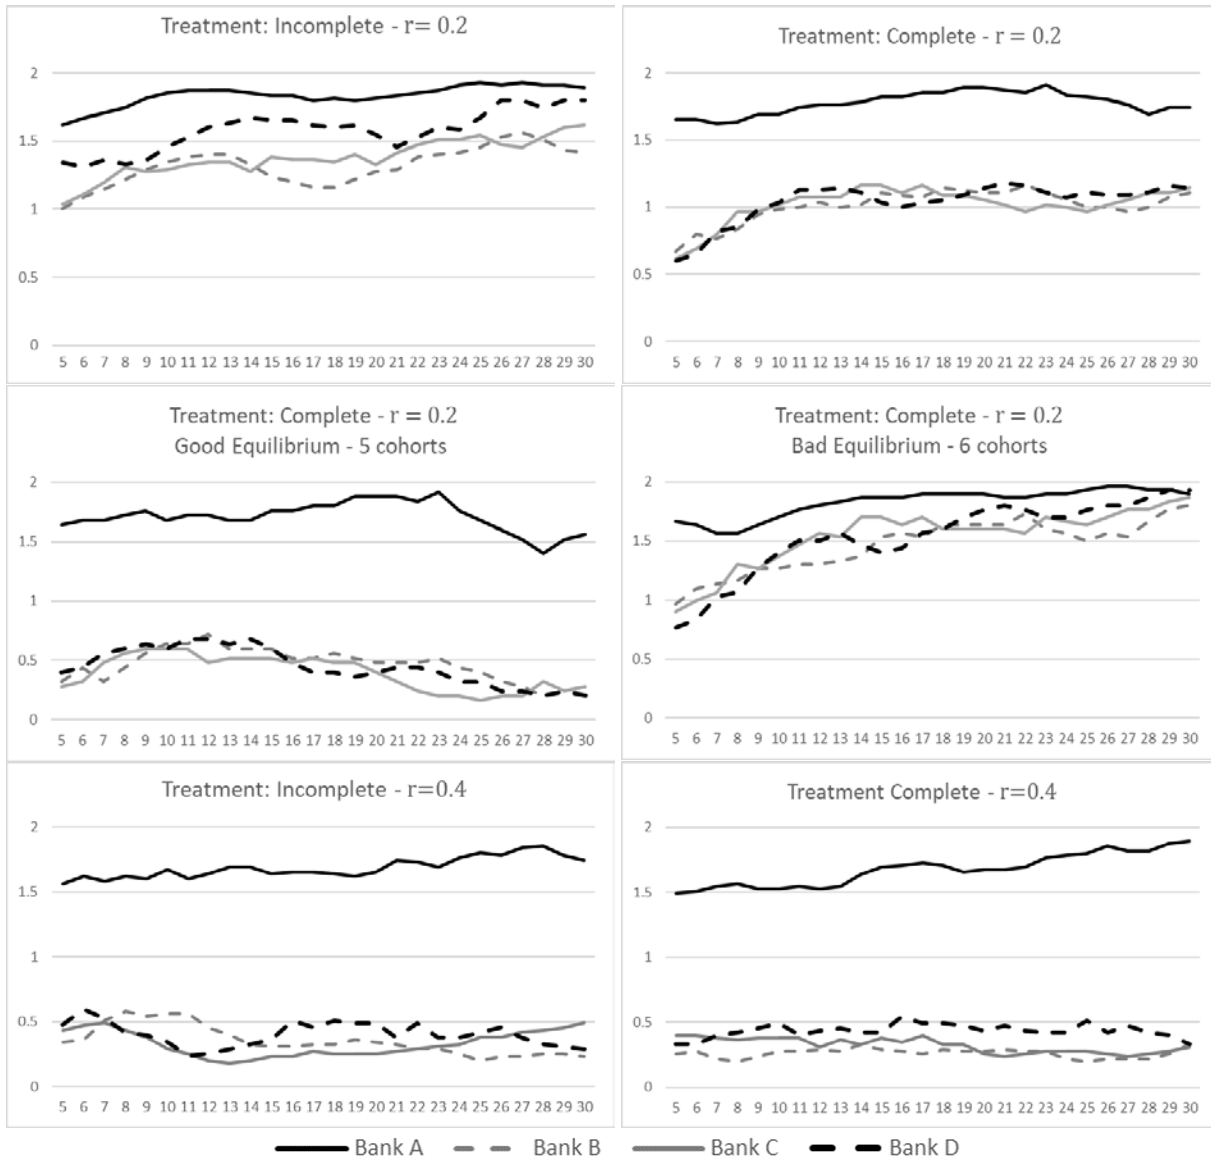 Treatment: Incomplete - r= 0.2
2
1.5
1
0.5
0
5 6 7 8 9 10 11 12 13 14 15 16 17 18 19 20 21 22 23 24 25 26 27 28 29 30
Treatment: Complete - r = 0.2
2
1.5
1
0.5
0
5 6 7 8 9 10 11 12 13 14 15 16 17 18 19 20 21 22 23 24 25 26 27 28 29 30
Treatment: Complete - r = 0.2
Good Equilibrium - 5 cohorts
2
1.5
1
0.5
0
5 6 7 8 9 10 11 12 13 14 15 16 17 18 19 20 21 22 23 24 25 26 27 28 29 30
Treatment: Complete - r = 0.2
Bad Equilibrium - 6 cohorts
2
1.5
1
0.5
0
5 6 7 8 9 10 11 12 13 14 15 16 17 18 19 20 21 22 23 24 25 26 27 28 29 30
Treatment: Incomplete - r=0.4
2
1.5
1
0.5
0
5 6 7 8 9 10 11 12 13 14 15 16 17 18 19 20 21 22 23 24 25 26 27 28 29 30
Treatment Complete - r=0.4
2
1.5
1
0.5
0
5 6 7 8 9 10 11 12 13 14 15 16 17 18 19 20 21 22 23 24 25 26 27 28 29 30
Bank A Bank B Bank C Bank D